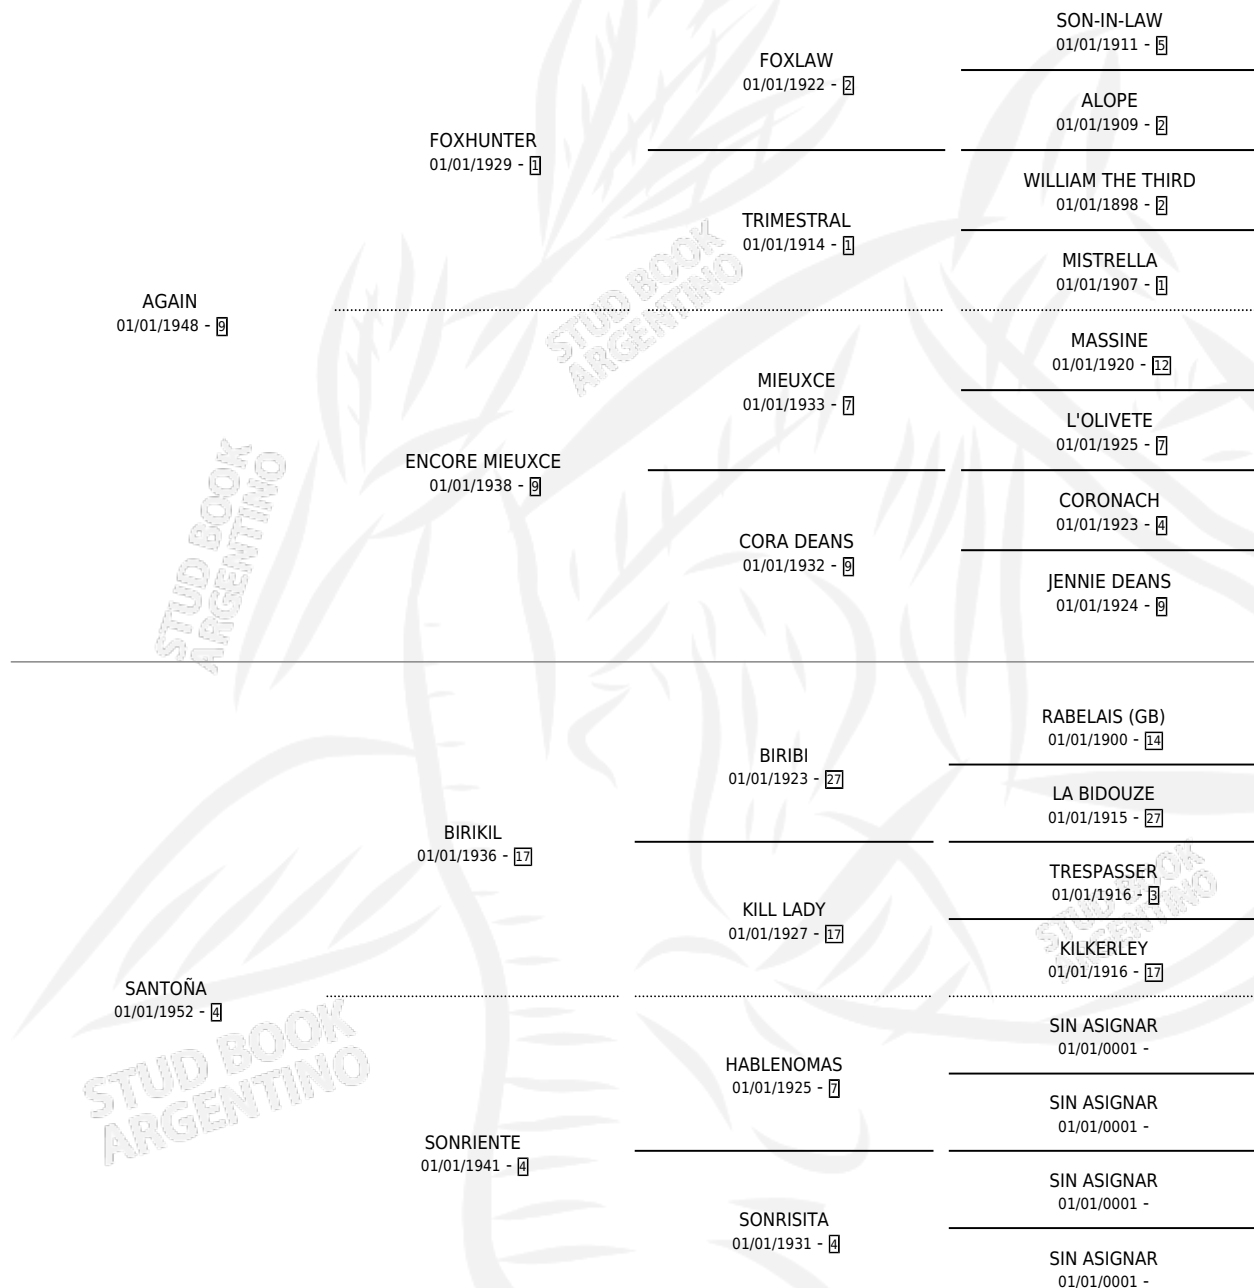 SON-IN-LAW
01/01/1911 - 5
FOXLAW
01/01/1922 - 2
ALOPE
01/01/1909 - 2
FOXHUNTER
01/01/1929 - 1
WILLIAM THE THIRD
01/01/1898 - 2
TRIMESTRAL
01/01/1914 - 1
MISTRELLA
01/01/1907 - 1
AGAIN
01/01/1948 - 9
MASSINE
01/01/1920 - 12
MIEUXCE
01/01/1933 - 7
L'OLIVETE
01/01/1925 - 7
ENCORE MIEUXCE
01/01/1938 - 9
CORONACH
01/01/1923 - 4
CORA DEANS
01/01/1932 - 9
JENNIE DEANS
01/01/1924 - 9
RABELAIS (GB)
01/01/1900 - 14
BIRIBI
01/01/1923 - 27
LA BIDOUZE
01/01/1915 - 27
BIRIKIL
01/01/1936 - 17
TRESPASSER
01/01/1916 - 3
KILL LADY
01/01/1927 - 17
KILKERLEY
01/01/1916 - 17
SANTOÑA
01/01/1952 - 4
SIN ASIGNAR
01/01/0001 -
HABLENOMAS
01/01/1925 - 7
SIN ASIGNAR
01/01/0001 -
SONRIENTE
01/01/1941 - 4
SIN ASIGNAR
01/01/0001 -
SONRISITA
01/01/1931 - 4
SIN ASIGNAR
01/01/0001 -
STUD BOOK
ARGENTINO
STUD BOOK
ARGENTINO
STUD BOOK
ARGENTINO
STUD BOOK
ARGENTINO